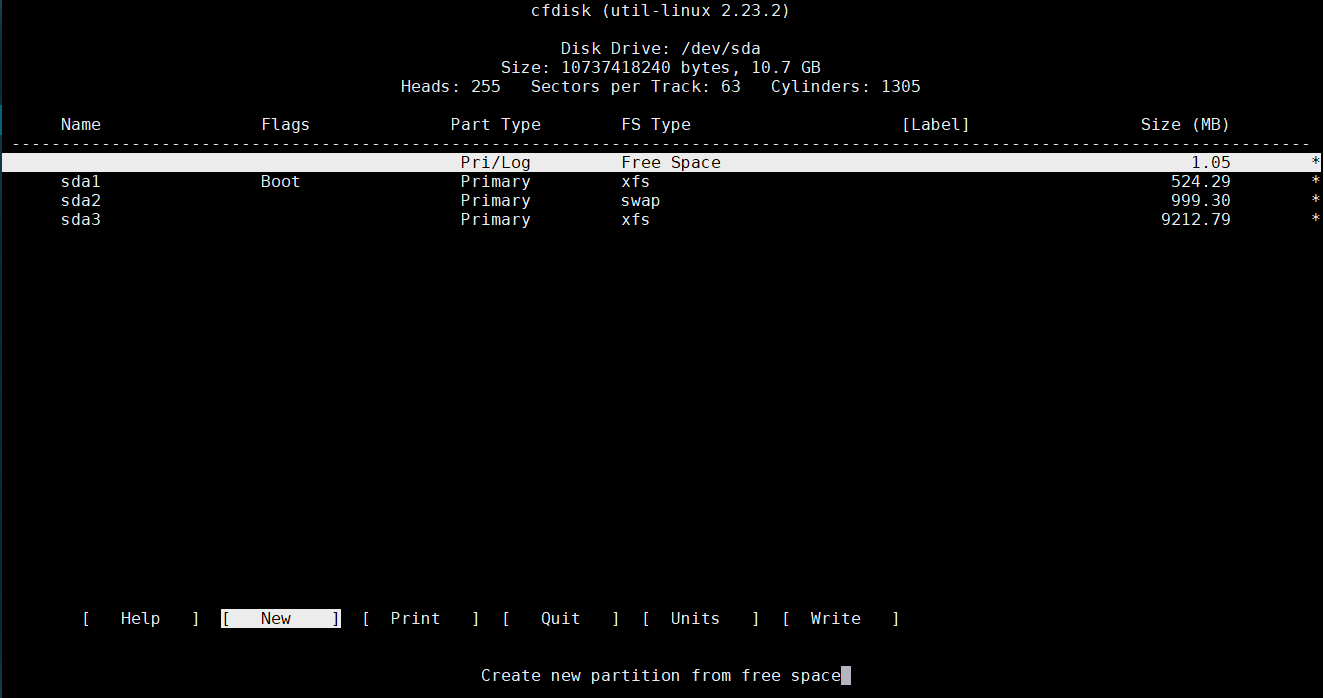 cfdisk (util-linux 2.23.2)
Disk Drive: /dev/sda
Size: 10737418240 bytes, 10.7 GB
Heads: 255   Sectors per Track: 63   Cylinders: 1305
Name   Flags   Part Type   FS Type   [Label]   Size (MB)
-----------------------------------------------------------------------------------------------------------------------------------
Pri/Log   Free Space   1.05   *
sda1   Boot   Primary   xfs   524.29   *
sda2   Primary   swap   999.30   *
sda3   Primary   xfs   9212.79   *
[   Help   ]  [   New    ]  [  Print   ]  [   Quit   ]  [  Units   ]  [  Write   ]
Create new partition from free space